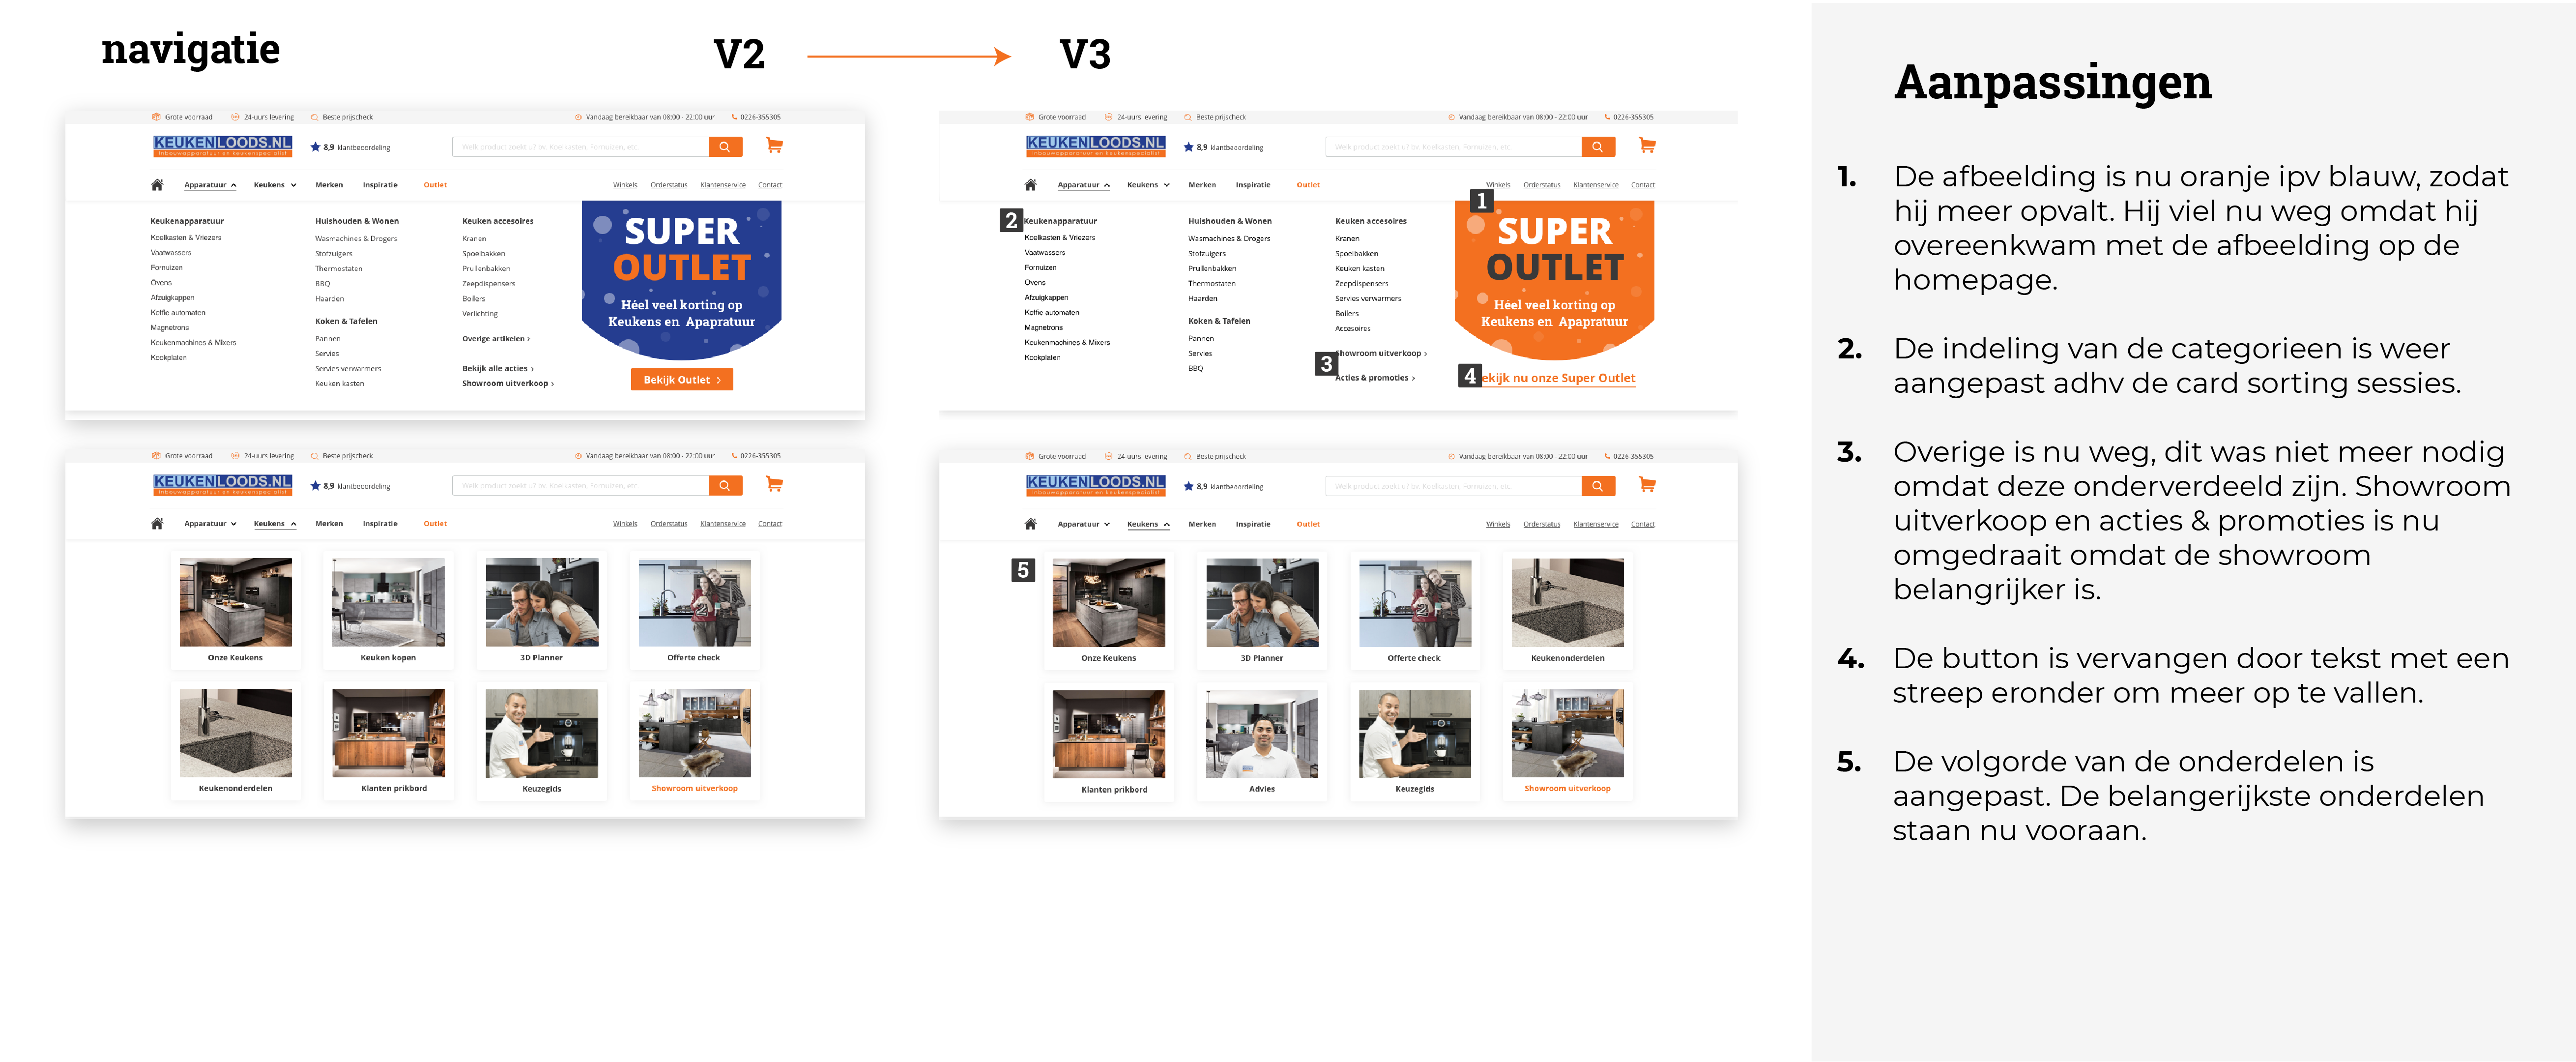 navigatie
V2
V3
Grote voorraad
24-uurs levering
Beste prijscheck
Vandaag bereikbaar van 08:00 - 22:00 uur
0226-355305
KEUKENLOODS.NL
Inbouwapparatuur en keukenspecialist
8,9 klantbeoordeling
Welk product zoekt u? bv. Koelkasten, Fornuizen, etc.
Apparatuur
Keukens
Merken
Inspiratie
Outlet
Winkels
Orderstatus
Klantenservice
Contact
Keukenapparatuur
Koelkasten & Vriezers
Vaatwassers
Fornuizen
Ovens
Afzuigkappen
Koffie automaten
Magnetrons
Keukenmachines & Mixers
Kookplaten
Huishouden & Wonen
Wasmachines & Drogers
Stofzuigers
Thermostaten
BBQ
Haarden
Koken & Tafelen
Pannen
Servies
Servies verwarmers
Keuken kasten
Keuken accesoires
Kranen
Spoelbakken
Prullenbakken
Zeepdispensers
Boilers
Verlichting
Overige artikelen >
Bekijk alle acties >
Showroom uitverkoop >
SUPER
OUTLET
Héel veel korting op
Keukens en Apapratuur
Bekijk Outlet >
Grote voorraad
24-uurs levering
Beste prijscheck
Vandaag bereikbaar van 08:00 - 22:00 uur
0226-355305
KEUKENLOODS.NL
Inbouwapparatuur en keukenspecialist
8,9 klantbeoordeling
Welk product zoekt u? bv. Koelkasten, Fornuizen, etc.
Apparatuur
Keukens
Merken
Inspiratie
Outlet
Winkels
Orderstatus
Klantenservice
Contact
1
2
Keukenapparatuur
Koelkasten & Vriezers
Vaatwassers
Fornuizen
Ovens
Afzuigkappen
Koffie automaten
Magnetrons
Keukenmachines & Mixers
Kookplaten
Huishouden & Wonen
Wasmachines & Drogers
Stofzuigers
Prullenbakken
Thermostaten
Haarden
Koken & Tafelen
Pannen
Servies
BBQ
Keuken accesoires
Kranen
Spoelbakken
Keuken kasten
Zeepdispensers
Servies verwarmers
Boilers
Accesoires
3
Showroom uitverkoop >
Acties & promoties >
SUPER
OUTLET
Héel veel korting op
Keukens en Apapratuur
4
ekijk nu onze Super Outlet
Grote voorraad
24-uurs levering
Beste prijscheck
Vandaag bereikbaar van 08:00 - 22:00 uur
0226-355305
KEUKENLOODS.NL
Inbouwapparatuur en keukenspecialist
8,9 klantbeoordeling
Welk product zoekt u? bv. Koelkasten, Fornuizen, etc.
Apparatuur
Keukens
Merken
Inspiratie
Outlet
Winkels
Orderstatus
Klantenservice
Contact
2
Onze Keukens
Keuken kopen
3D Planner
Offerte check
Keukenonderdelen
Klanten prikbord
Keuzegids
Showroom uitverkoop
Grote voorraad
24-uurs levering
Beste prijscheck
Vandaag bereikbaar van 08:00 - 22:00 uur
0226-355305
KEUKENLOODS.NL
Inbouwapparatuur en keukenspecialist
8,9 klantbeoordeling
Welk product zoekt u? bv. Koelkasten, Fornuizen, etc.
Apparatuur
Keukens
Merken
Inspiratie
Outlet
Winkels
Orderstatus
Klantenservice
Contact
5
2
Onze Keukens
3D Planner
Offerte check
Keukenonderdelen
Klanten prikbord
Advies
Keuzegids
Showroom uitverkoop
Aanpassingen
1. De afbeelding is nu oranje ipv blauw, zodat
hij meer opvalt. Hij viel nu weg omdat hij
overeenkwam met de afbeelding op de
homepage.
2. De indeling van de categorieen is weer
aangepast adhv de card sorting sessies.
3. Overige is nu weg, dit was niet meer nodig
omdat deze onderverdeeld zijn. Showroom
uitverkoop en acties & promoties is nu
omgedraait omdat de showroom
belangrijker is.
4. De button is vervangen door tekst met een
streep eronder om meer op te vallen.
5. De volgorde van de onderdelen is
aangepast. De belangerijkste onderdelen
staan nu vooraan.